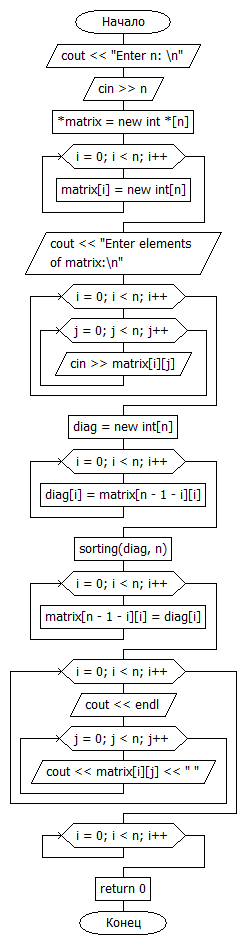 Начало
cout << "Enter n: \n"
cin >> n
*matrix = new int *[n]
i = 0; i < n; i++
matrix[i] = new int[n]
cout << "Enter elements
of matrix:\n"
i = 0; i < n; i++
j = 0; j < n; j++
cin >> matrix[i][j]
diag = new int[n]
i = 0; i < n; i++
diag[i] = matrix[n - 1 - i][i]
sorting(diag, n)
i = 0; i < n; i++
matrix[n - 1 - i][i] = diag[i]
i = 0; i < n; i++
cout << endl
j = 0; j < n; j++
cout << matrix[i][j] << " "
i = 0; i < n; i++
return 0
Конец